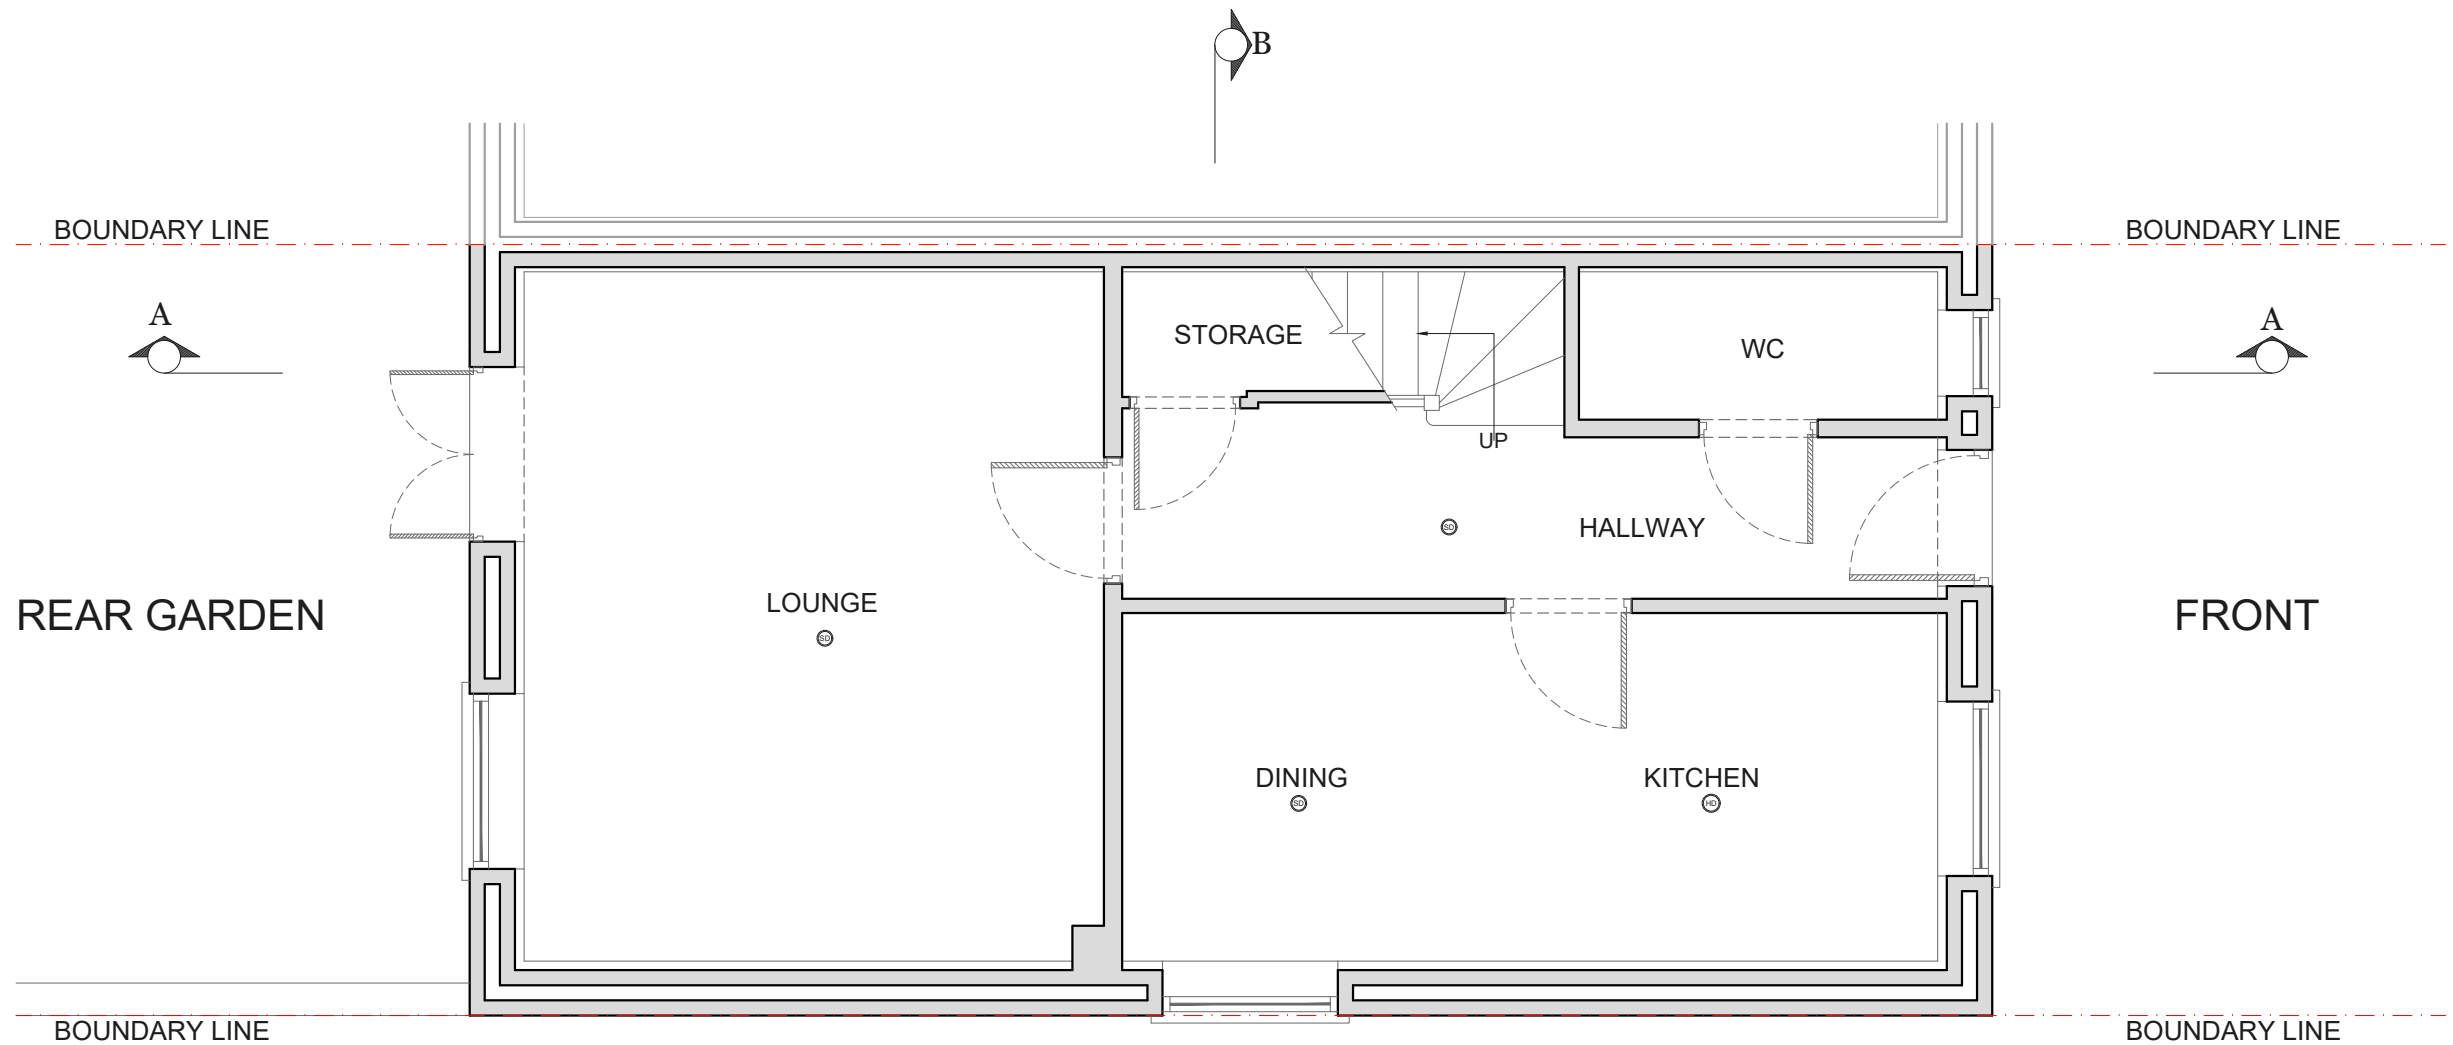 B
BOUNDARY LINE
BOUNDARY LINE
A
A
STORAGE
WC
UP
SD
HALLWAY
LOUNGE
SD
REAR GARDEN
FRONT
DINING
KITCHEN
SD
HD
BOUNDARY LINE
BOUNDARY LINE